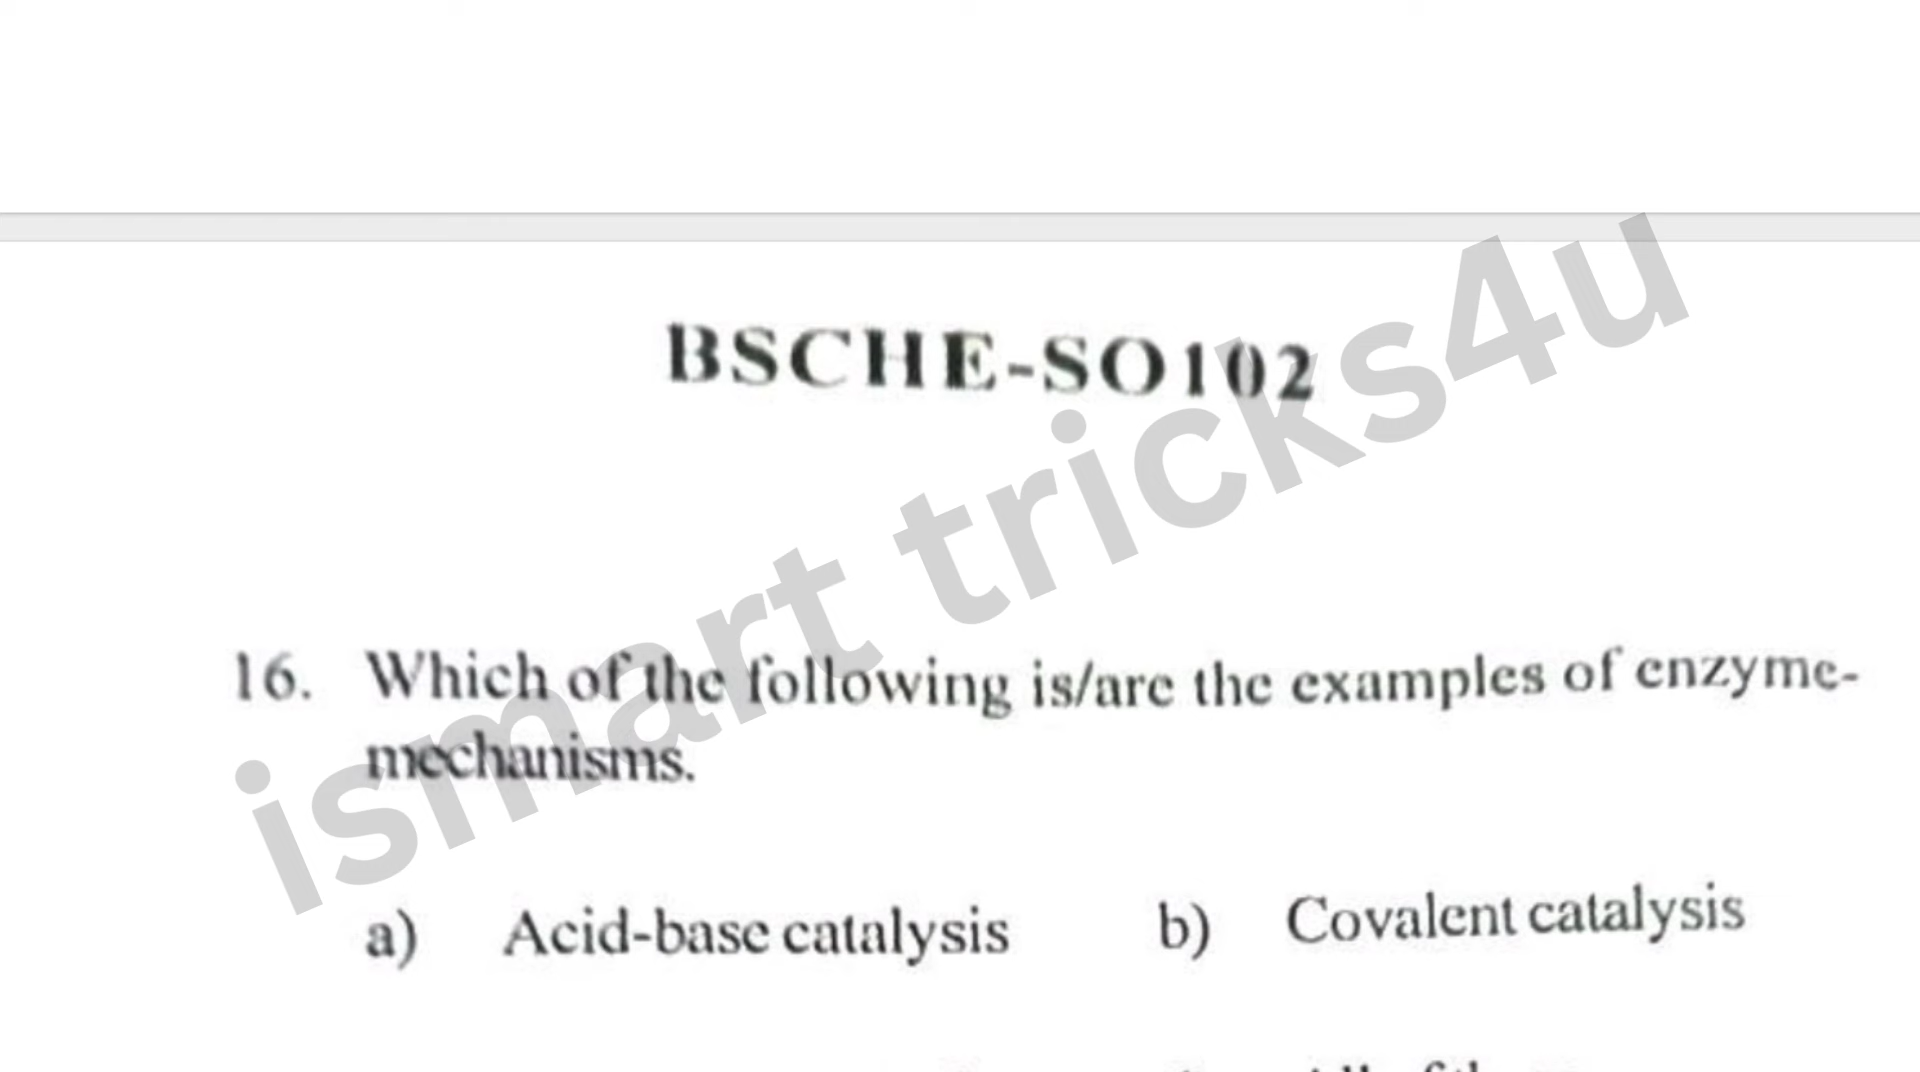 BSCHE-SO102
ismart tricks4u
16. Which of the following is/are the examples of enzyme-
mechanisms.
a) Acid-base catalysis b) Covalent catalysis